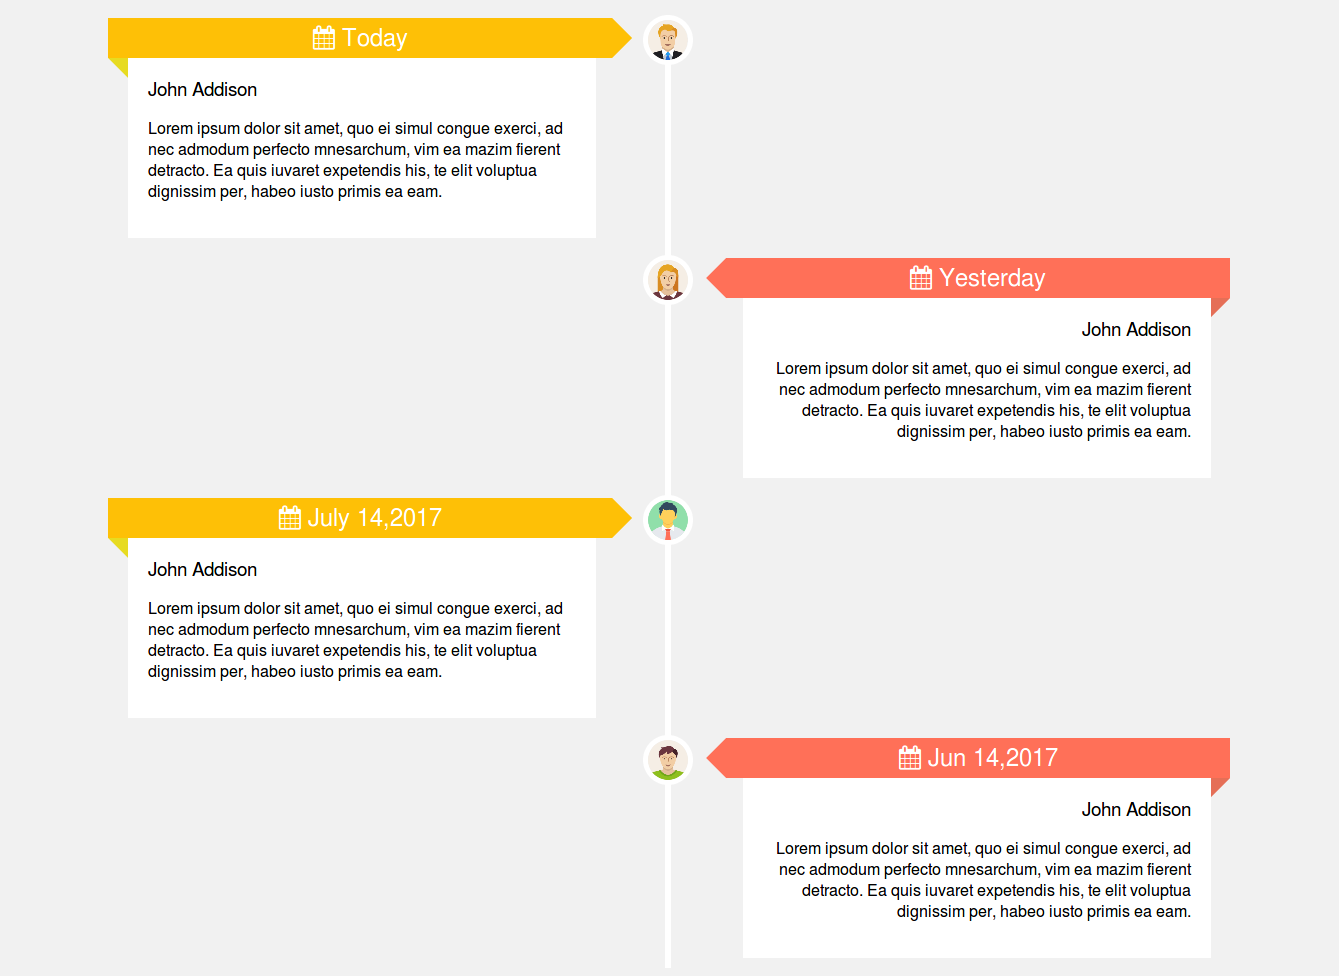 Today
John Addison
Lorem ipsum dolor sit amet, quo ei simul congue exerci, ad
nec admodum perfecto mnesarchum, vim ea mazim fierent
detracto. Ea quis iuvaret expetendis his, te elit voluptua
dignissim per, habeo iusto primis ea eam.
Yesterday
John Addison
Lorem ipsum dolor sit amet, quo ei simul congue exerci, ad
nec admodum perfecto mnesarchum, vim ea mazim fierent
detracto. Ea quis iuvaret expetendis his, te elit voluptua
dignissim per, habeo iusto primis ea eam.
July 14,2017
John Addison
Lorem ipsum dolor sit amet, quo ei simul congue exerci, ad
nec admodum perfecto mnesarchum, vim ea mazim fierent
detracto. Ea quis iuvaret expetendis his, te elit voluptua
dignissim per, habeo iusto primis ea eam.
Jun 14,2017
John Addison
Lorem ipsum dolor sit amet, quo ei simul congue exerci, ad
nec admodum perfecto mnesarchum, vim ea mazim fierent
detracto. Ea quis iuvaret expetendis his, te elit voluptua
dignissim per, habeo iusto primis ea eam.